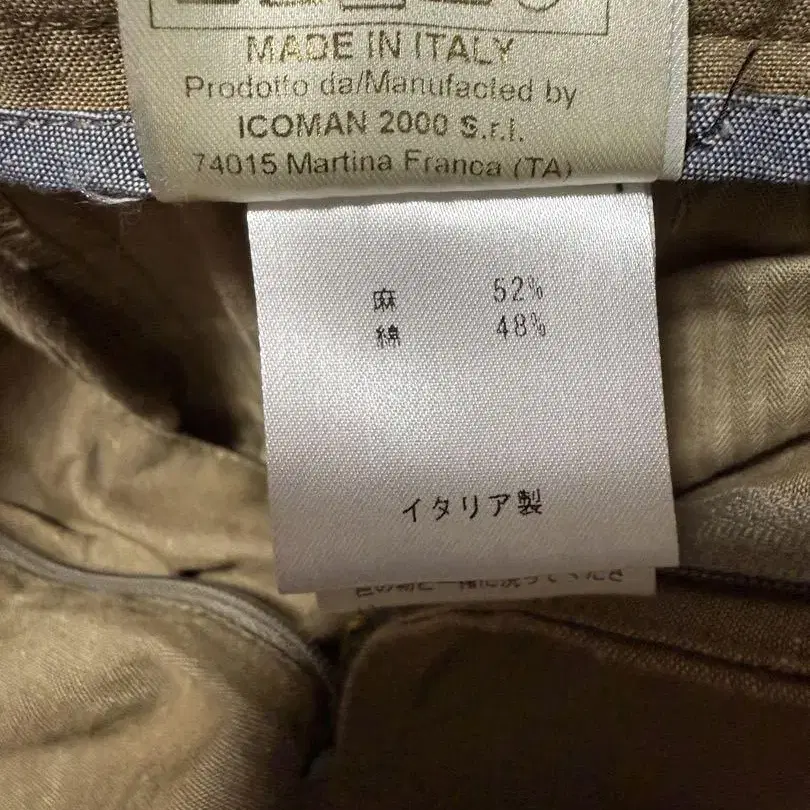 MADE IN ITALY
Prodotto da/Manufacted by
ICOMAN 2000 S.r.l.
74015 Martina Franca (TA)
麻 52%
綿 48%
イタリア製